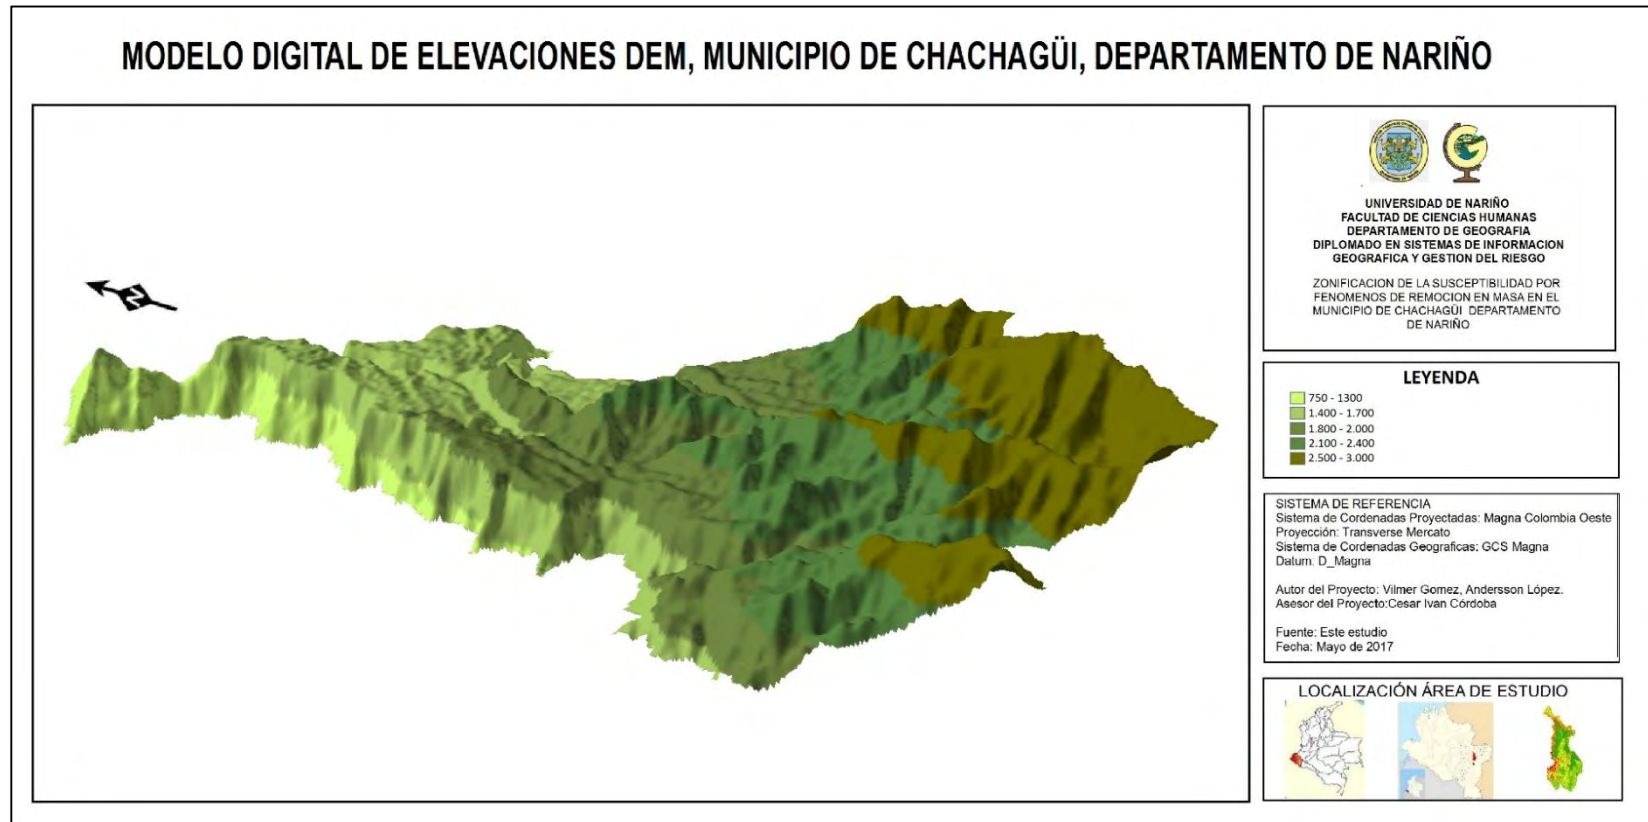 MODELO DIGITAL DE ELEVACIONES DEM, MUNICIPIO DE CHACHAGÜI, DEPARTAMENTO DE NARIÑO
N
UNIVERSIDAD DE NARIÑO
FACULTAD DE CIENCIAS HUMANAS
DEPARTAMENTO DE GEOGRAFIA
DIPLOMADO EN SISTEMAS DE INFORMACION
GEOGRAFICA Y GESTION DEL RIESGO
ZONIFICACION DE LA SUSCEPTIBILIDAD POR
FENOMENOS DE REMOCION EN MASA EN EL
MUNICIPIO DE CHACHAGÜI DEPARTAMENTO
DE NARIÑO
LEYENDA
750 - 1300
1.400 - 1.700
1.800 - 2.000
2.100 - 2.400
2.500 - 3.000
SISTEMA DE REFERENCIA
Sistema de Cordenadas Proyectadas: Magna Colombia Oeste
Proyección: Transverse Mercato
Sistema de Cordenadas Geograficas: GCS Magna
Datum: D_Magna
Autor del Proyecto: Vilmer Gomez, Andersson López.
Asesor del Proyecto:Cesar Ivan Córdoba
Fuente: Este estudio
Fecha: Mayo de 2017
LOCALIZACIÓN ÁREA DE ESTUDIO